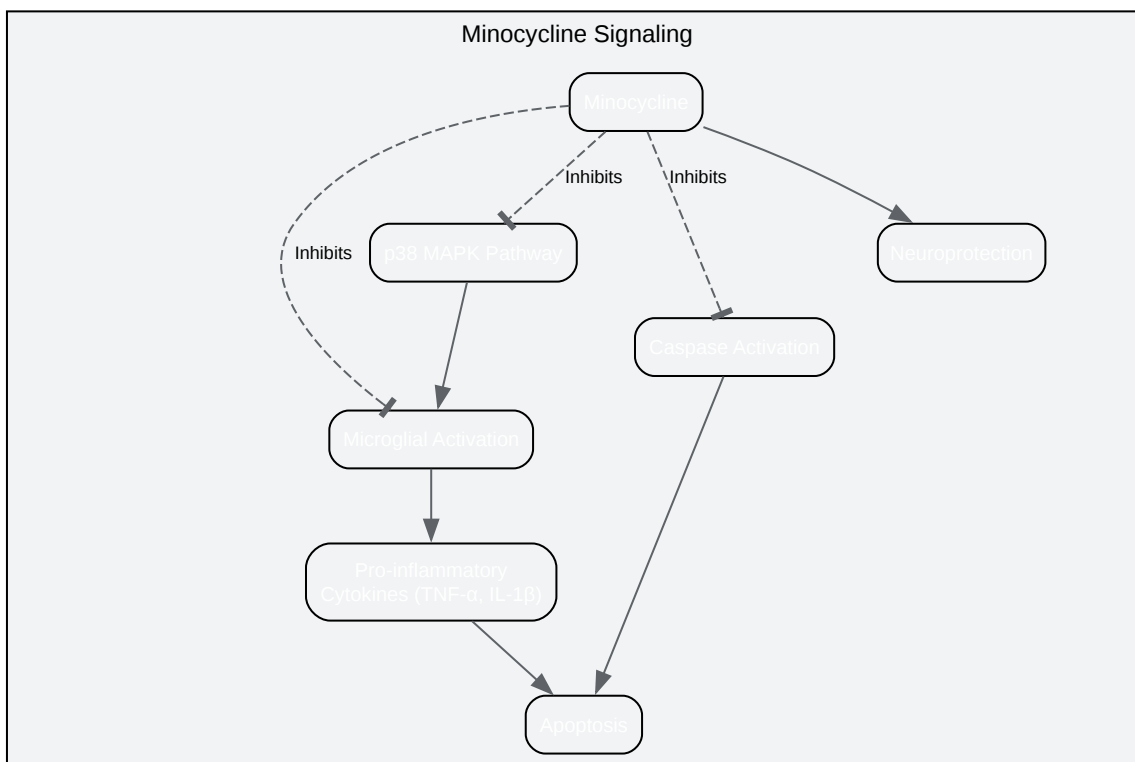 Minocycline Signaling
Minocycline
Inhibits
Inhibits
Inhibits
p38 MAPK Pathway
Neuroprotection
Caspase Activation
Microglial Activation
Pro-inflammatory
Cytokines (TNF-α, IL-1β)
Apoptosis